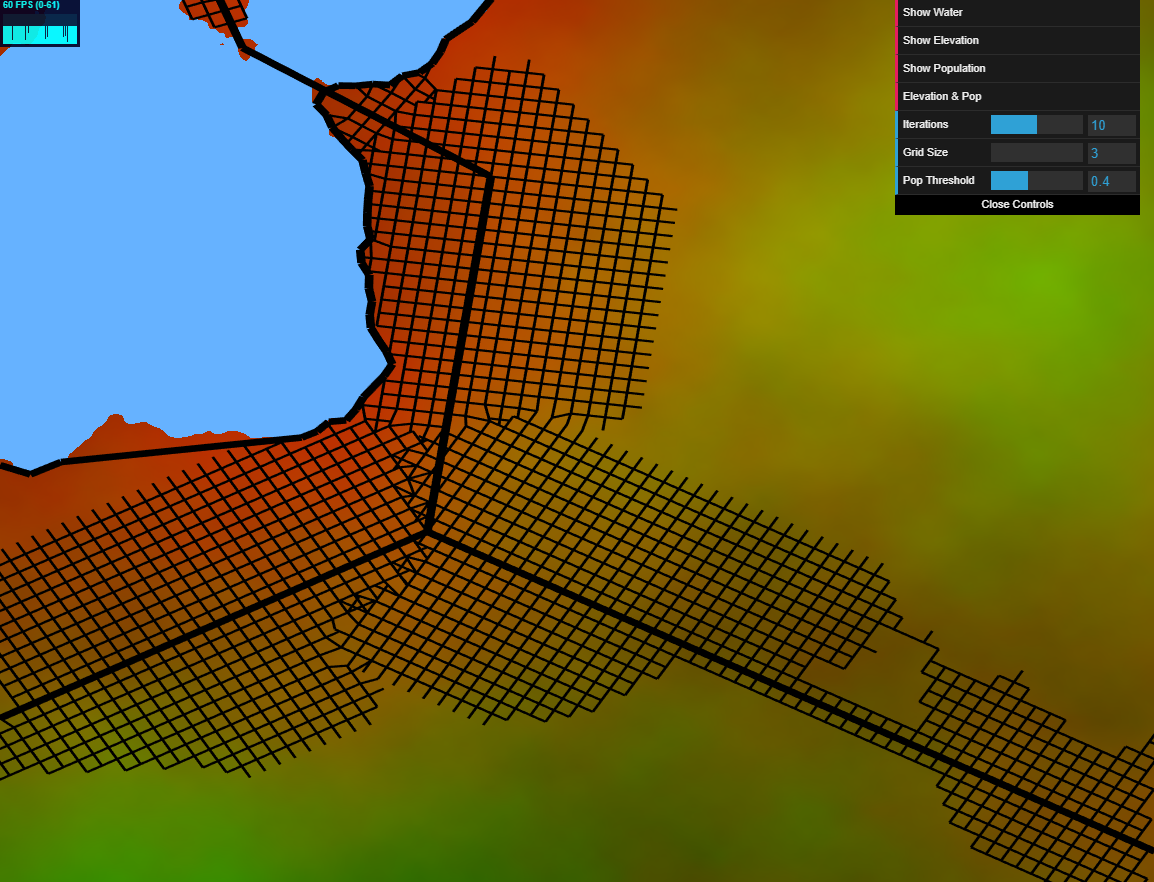 60 FPS (0-61)
Show Water
Show Elevation
Show Population
Elevation & Pop
Iterations 10
Grid Size 3
Pop Threshold 0.4
Close Controls